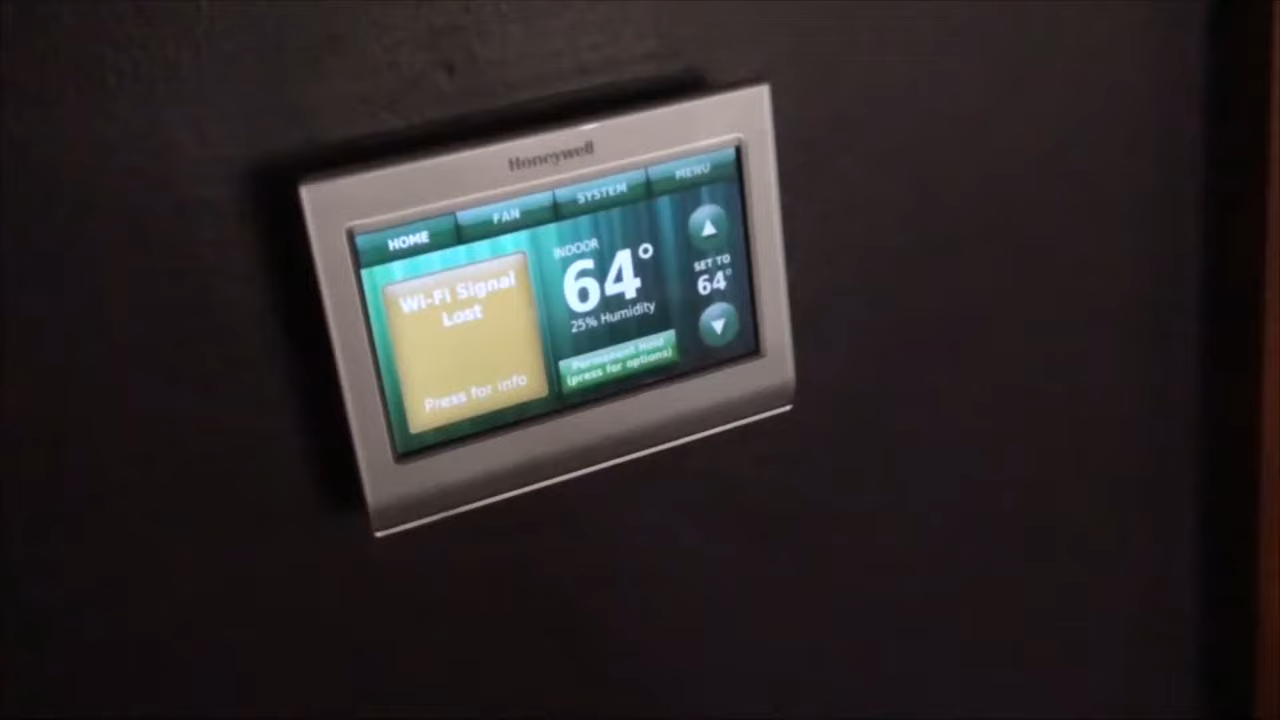 Honeywell
HOME
FAN
SYSTEM
MENU
Wi-Fi Signal
Lost
Press for info
INDOOR
64°
25% Humidity
Permanent Hold
(press for options)
SET TO
64°